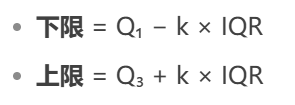 • 下限 = Q₁ − k × IQR
• 上限 = Q₃ + k × IQR